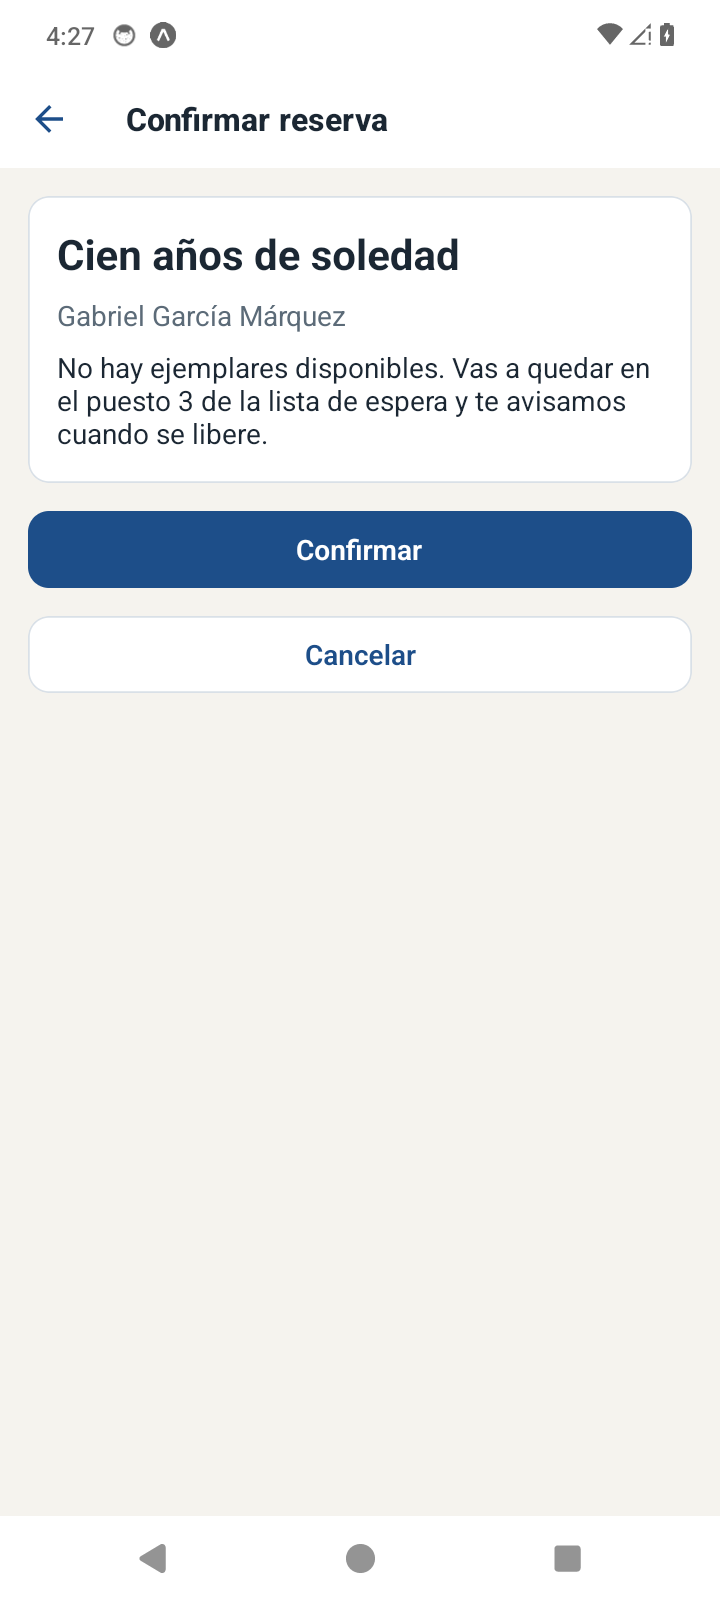 4:27
Confirmar reserva
Cien años de soledad
Gabriel García Márquez
No hay ejemplares disponibles. Vas a quedar en
el puesto 3 de la lista de espera y te avisamos
cuando se libere.
Confirmar
Cancelar